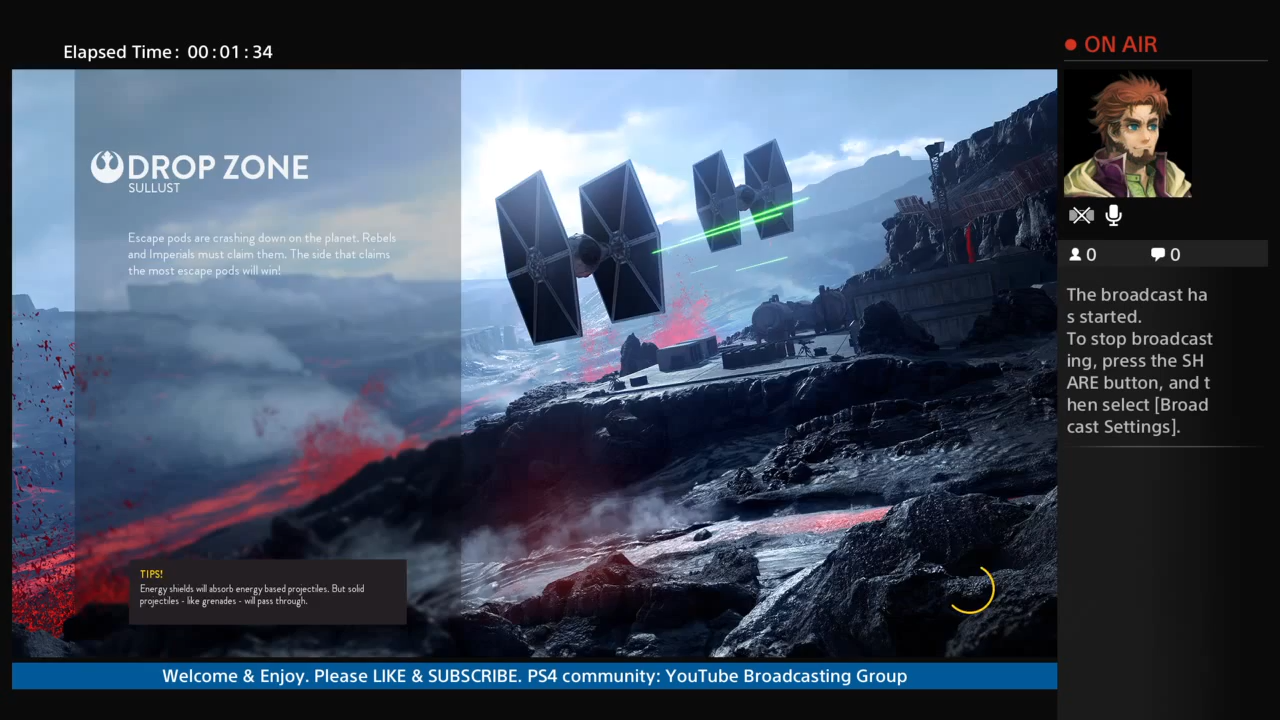 Elapsed Time: 00:01:34
ON AIR
DROP ZONE
SULLUST
Escape pods are crashing down on the planet. Rebels
and Imperials must claim them. The side that claims
the most escape pods will win!
0
0
The broadcast ha
s started.
To stop broadcast
ing, press the SH
ARE button, and t
hen select [Broad
cast Settings].
TIPS!
Energy shields will absorb energy based projectiles. But solid
projectiles - like grenades - will pass through.
Welcome & Enjoy. Please LIKE & SUBSCRIBE. PS4 community: YouTube Broadcasting Group